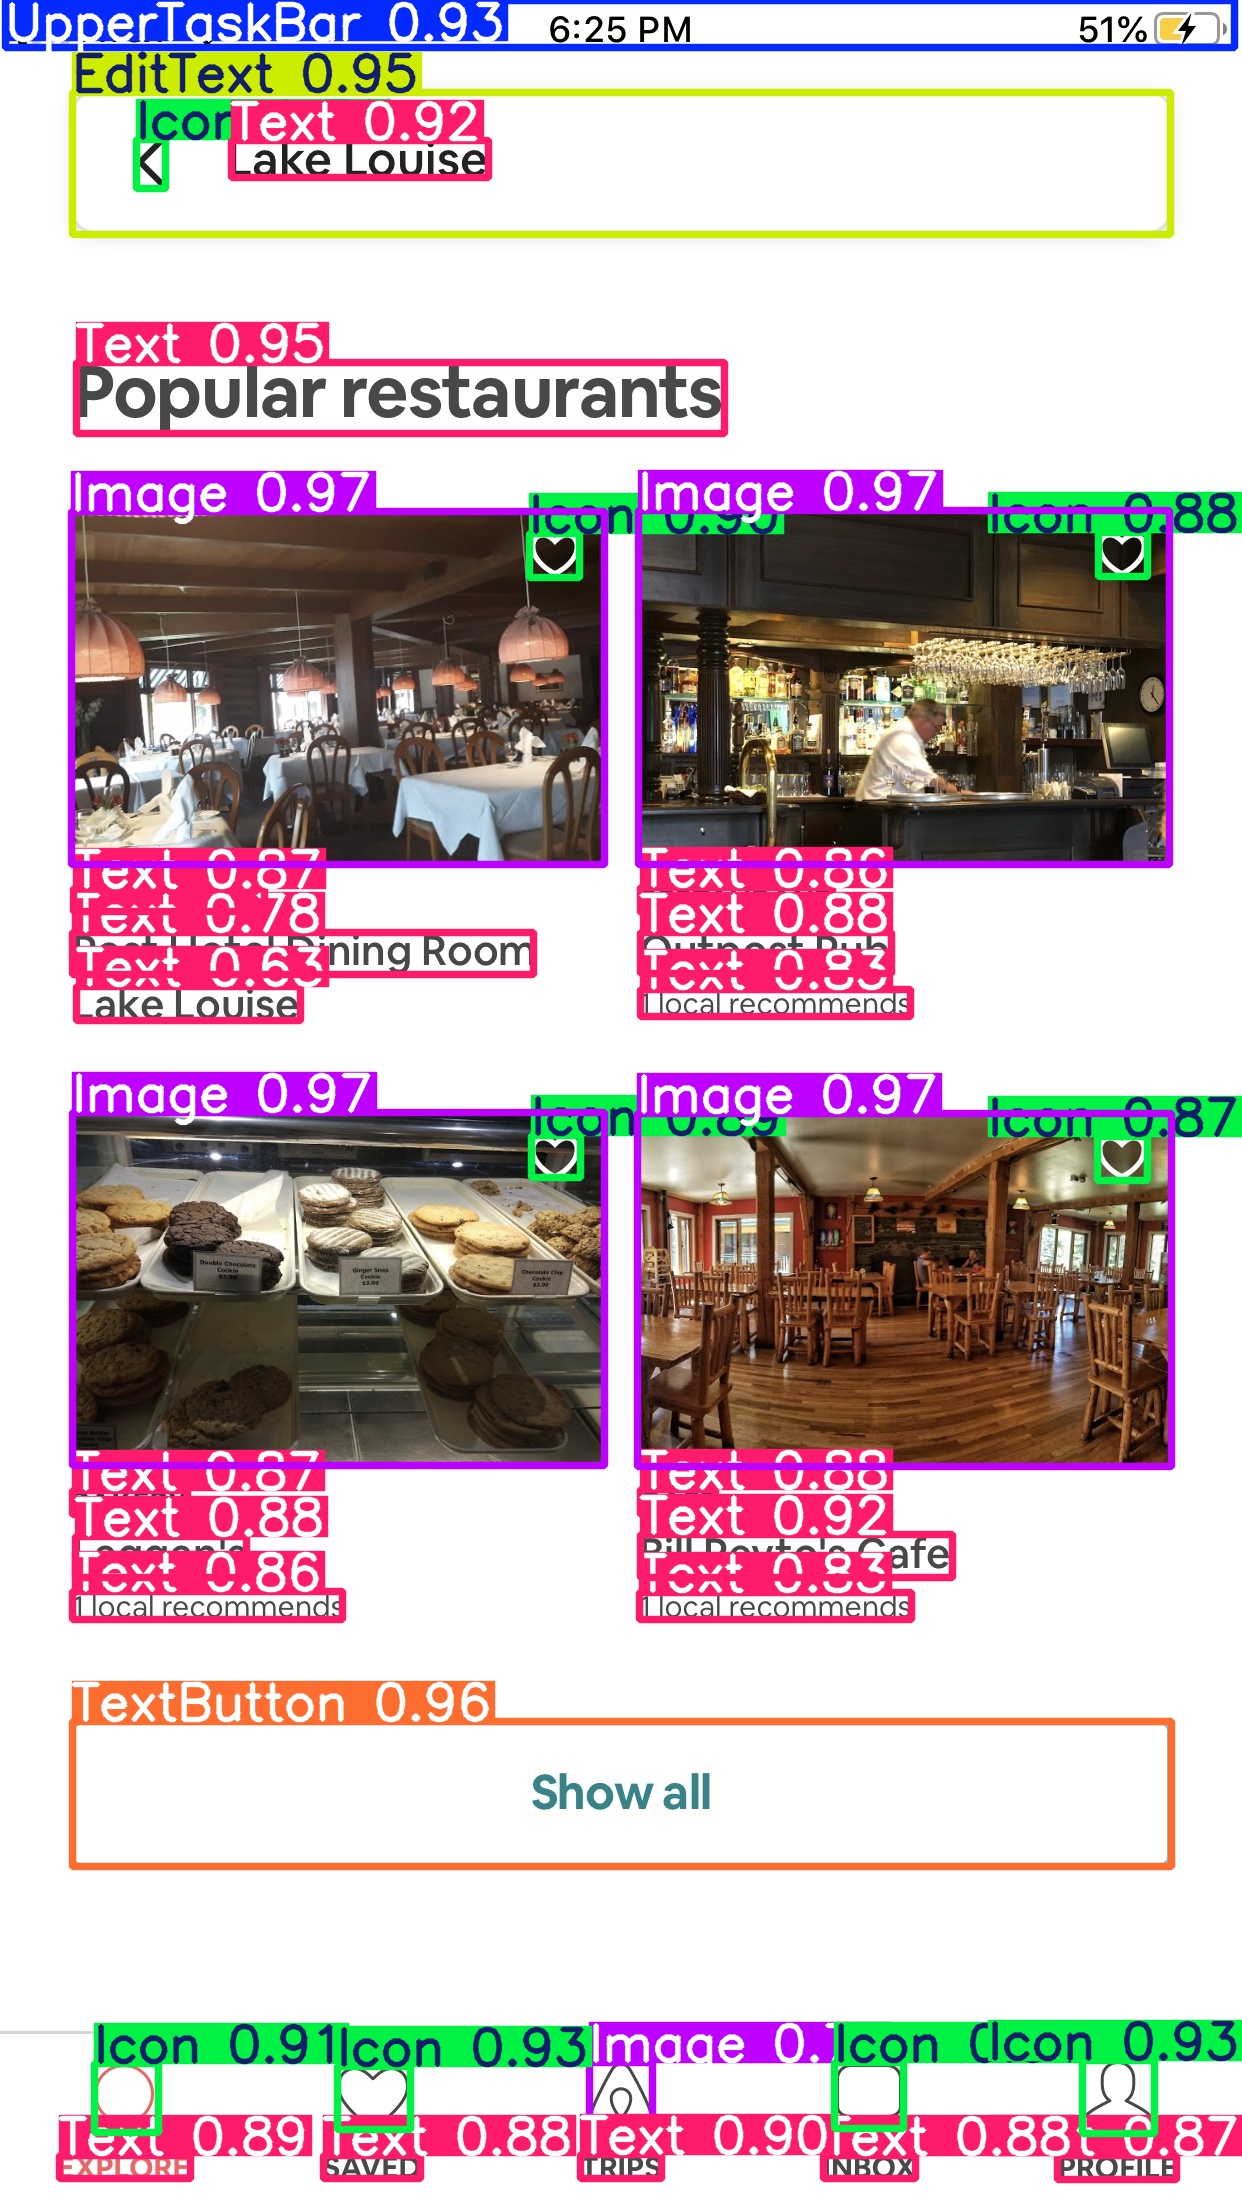 UpperTaskBar 0.93 6:25 PM 51%
EditText 0.95
Icon Text 0.92
Lake Louise
Text 0.95
Popular restaurants
Image 0.97 Icon 0.90 Image 0.97 Icon 0.88
Text 0.87 Text 0.86
Text 0.78 Text 0.88
Post Hotel Dining Room Outpost Pub
Text 0.63 Text 0.83
Lake Louise 1 local recommends
Image 0.97 Icon 0.89 Image 0.97 Icon 0.87
Double Chocolate Cookie $3.00
Ginger Snap Cookie $3.00
Chocolate Chip Cookie
Text 0.87 Text 0.88
Text 0.88 Text 0.92
Laggan's Bill Peyto's Cafe
Text 0.86 Text 0.83
1 local recommends 1 local recommends
TextButton 0.96
Show all
Icon 0.91 Icon 0.93 Image 0. Icon Icon 0.93
Text 0.89 Text 0.88 Text 0.90 Text 0.88 0.87
EXPLORE SAVED TRIPS INBOX PROFILE